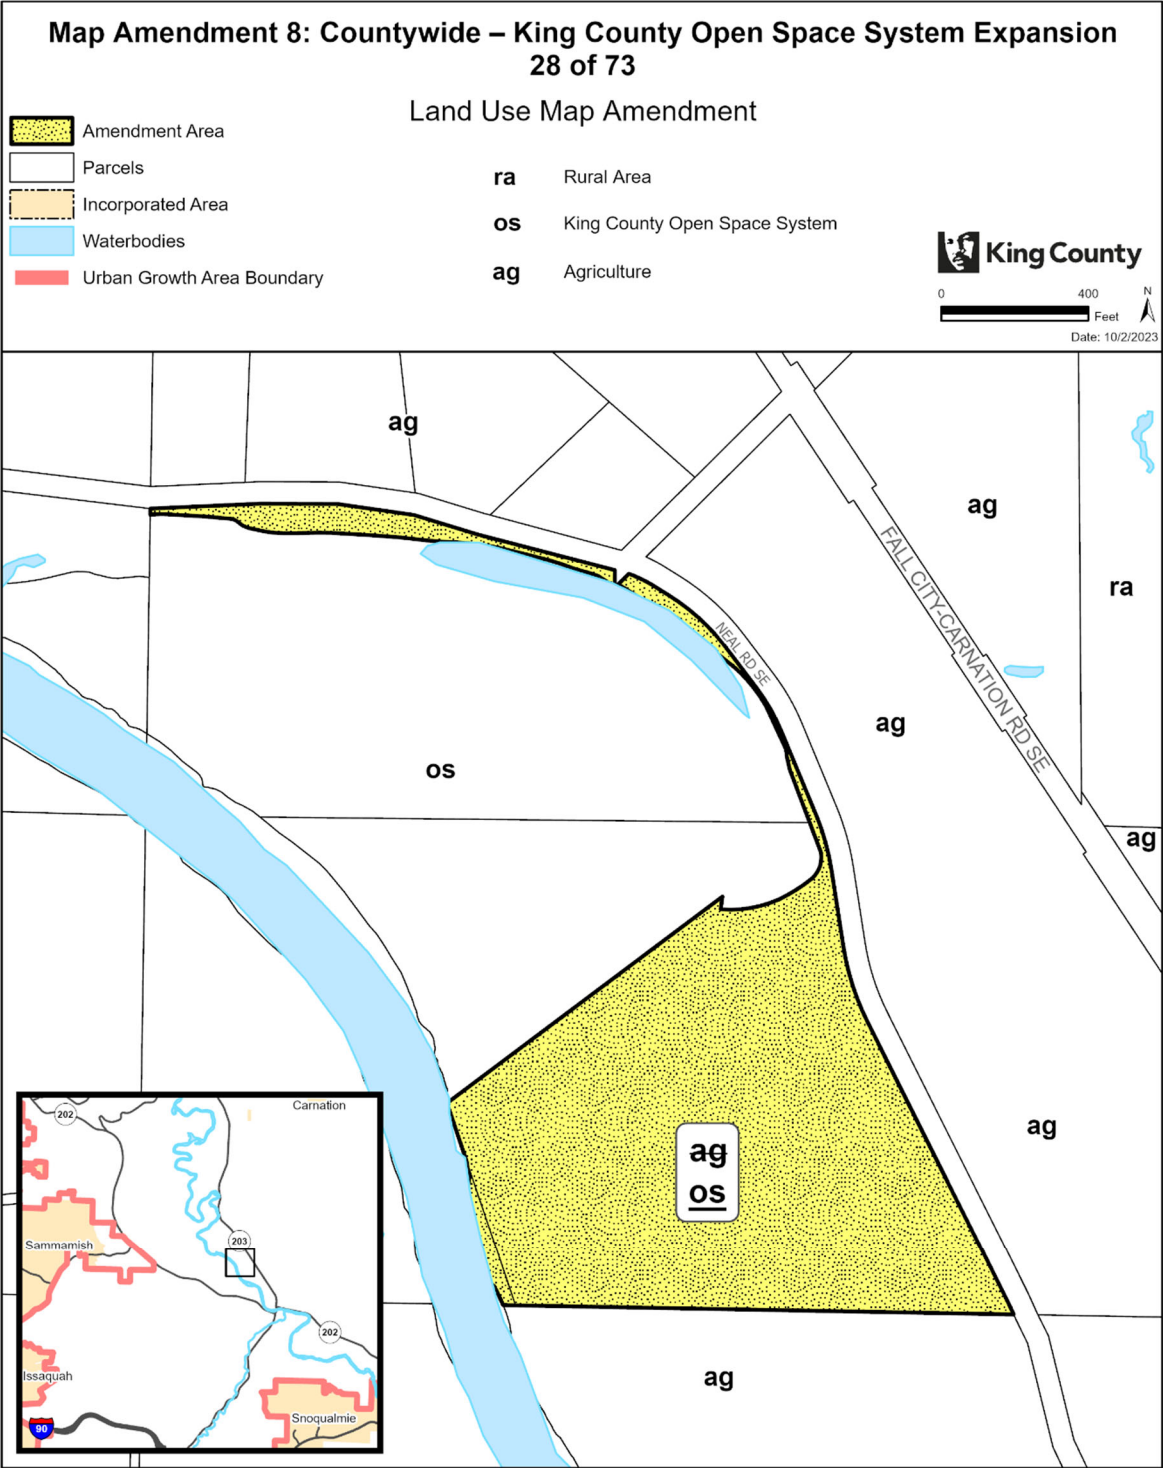 Map Amendment 8: Countywide – King County Open Space System Expansion
28 of 73
Land Use Map Amendment
Amendment Area
Parcels
Incorporated Area
Waterbodies
Urban Growth Area Boundary
ra Rural Area
os King County Open Space System
ag Agriculture
King County
0 400
Feet
N
Date: 10/2/2023
ag
ag
FALL CITY-CARNATION RD SE
ra
NEAL RD SE
ag
os
ag
ag
ag
os
ag
Carnation
202
Sammamish
203
202
Issaquah
Snoqualmie
90